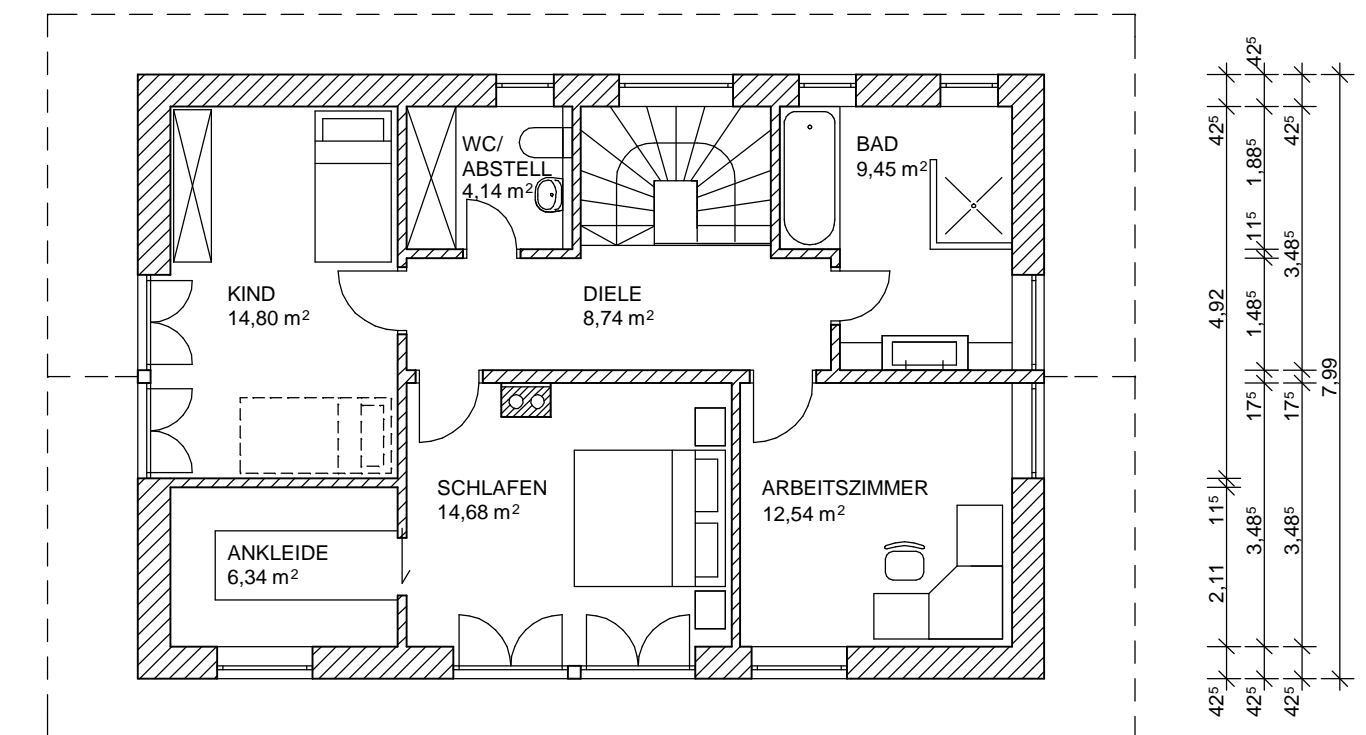 WC/
ABSTELL
4,14 m²
BAD
9,45 m²
KIND
14,80 m²
DIELE
8,74 m²
SCHLAFEN
14,68 m²
ARBEITSZIMMER
12,54 m²
ANKLEIDE
6,34 m²
42⁵
4,92
11⁵
2,11
42⁵
42⁵
1,88⁵
11⁵
1,48⁵
17⁵
3,48⁵
42⁵
42⁵
3,48⁵
17⁵
3,48⁵
42⁵
7,99